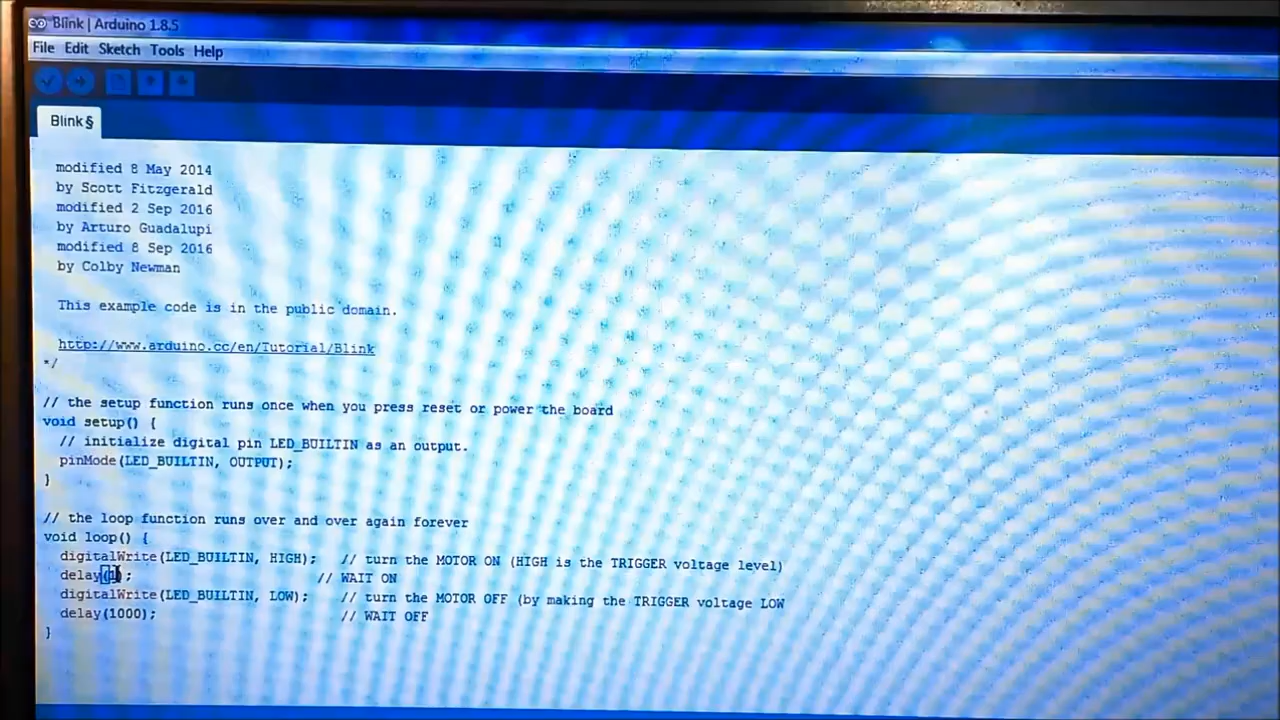 Blink | Arduino 1.8.5
File Edit Sketch Tools Help
Blink §
modified 8 May 2014
by Scott Fitzgerald
modified 2 Sep 2016
by Arturo Guadalupi
modified 8 Sep 2016
by Colby Newman
This example code is in the public domain.
http://www.arduino.cc/en/Tutorial/Blink
*/
// the setup function runs once when you press reset or power the board
void setup() {
// initialize digital pin LED_BUILTIN as an output.
pinMode(LED_BUILTIN, OUTPUT);
}
// the loop function runs over and over again forever
void loop() {
digitalWrite(LED_BUILTIN, HIGH); // turn the MOTOR ON (HIGH is the TRIGGER voltage level)
delay( ); // WAIT ON
digitalWrite(LED_BUILTIN, LOW); // turn the MOTOR OFF (by making the TRIGGER voltage LOW
delay(1000); // WAIT OFF
}